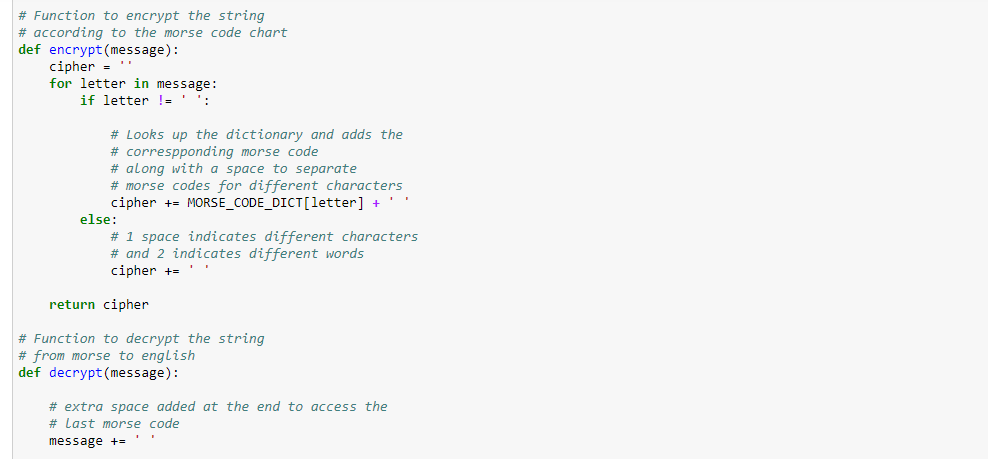 # Function to encrypt the string
# according to the morse code chart
def encrypt(message):
    cipher = ''
    for letter in message:
        if letter != ' ':

            # Looks up the dictionary and adds the
            # correspponding morse code
            # along with a space to separate
            # morse codes for different characters
            cipher += MORSE_CODE_DICT[letter] + ' '
        else:
            # 1 space indicates different characters
            # and 2 indicates different words
            cipher += ' '

    return cipher

# Function to decrypt the string
# from morse to english
def decrypt(message):

    # extra space added at the end to access the
    # last morse code
    message += ' '